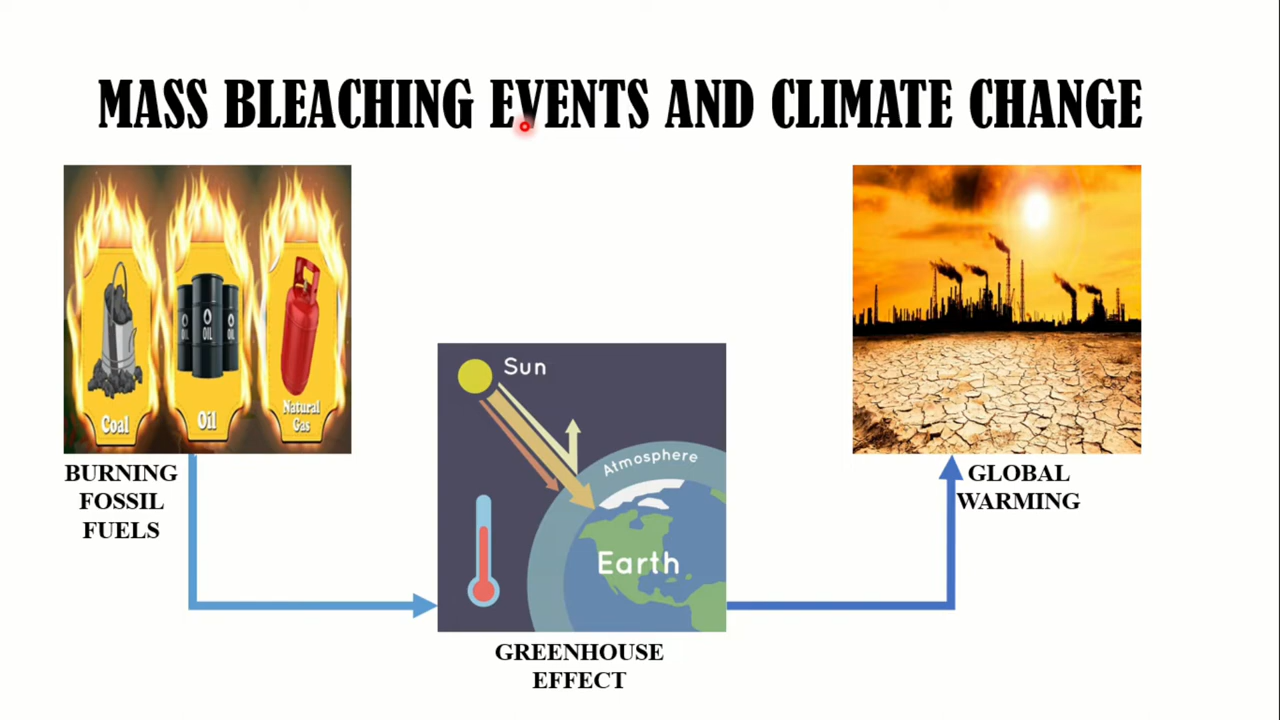 MASS BLEACHING EVENTS AND CLIMATE CHANGE
Coal
OIL
OIL
OIL
Oil
Natural
Gas
BURNING
FOSSIL
FUELS
Sun
Atmosphere
Earth
GREENHOUSE
EFFECT
GLOBAL
WARMING